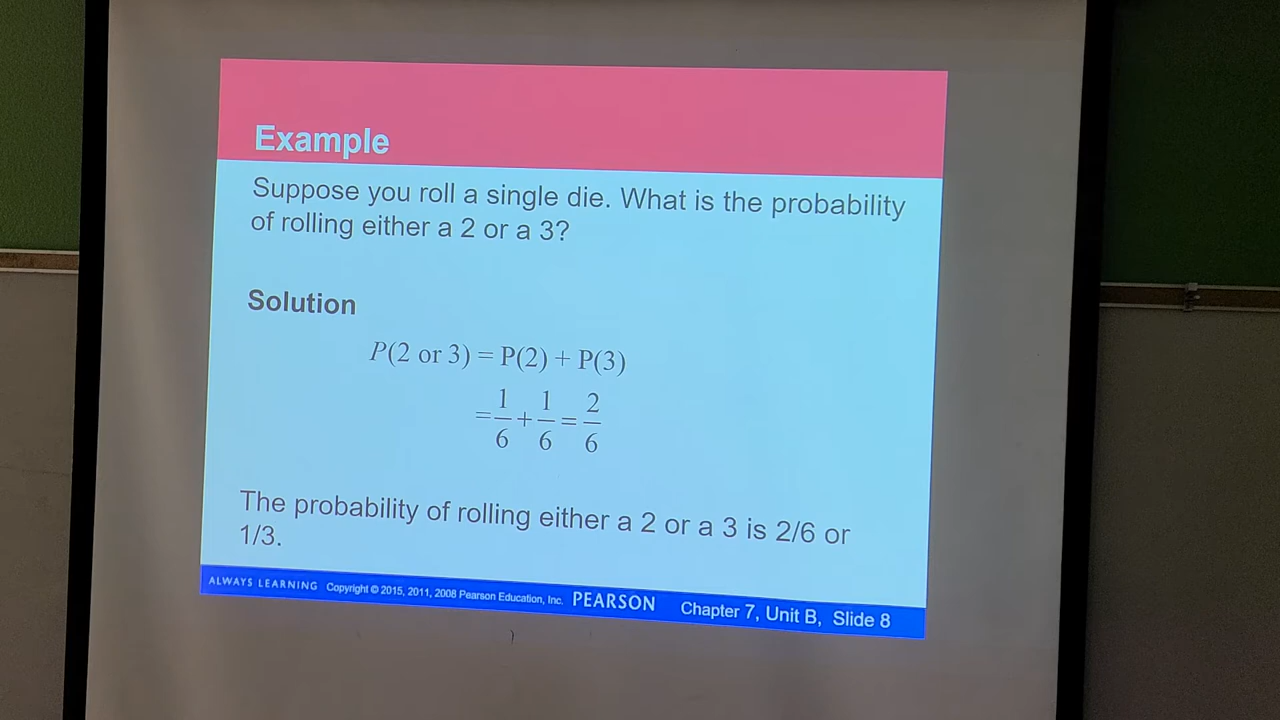 Example
Suppose you roll a single die. What is the probability
of rolling either a 2 or a 3?
Solution
P(2 or 3) = P(2) + P(3)
= 1/6 + 1/6 = 2/6
The probability of rolling either a 2 or a 3 is 2/6 or
1/3.
ALWAYS LEARNING Copyright © 2015, 2011, 2008 Pearson Education, Inc. PEARSON Chapter 7, Unit B, Slide 8